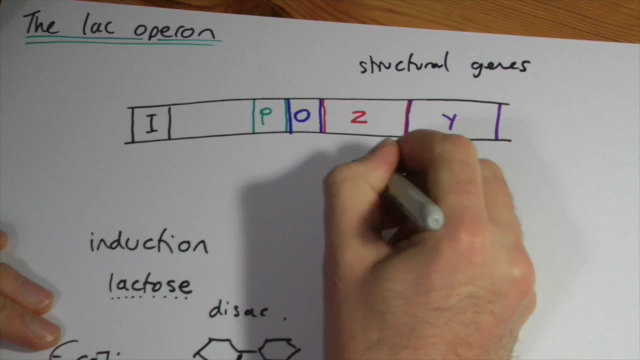 The lac operon
structural genes
I P O Z Y
induction
lactose
disac.